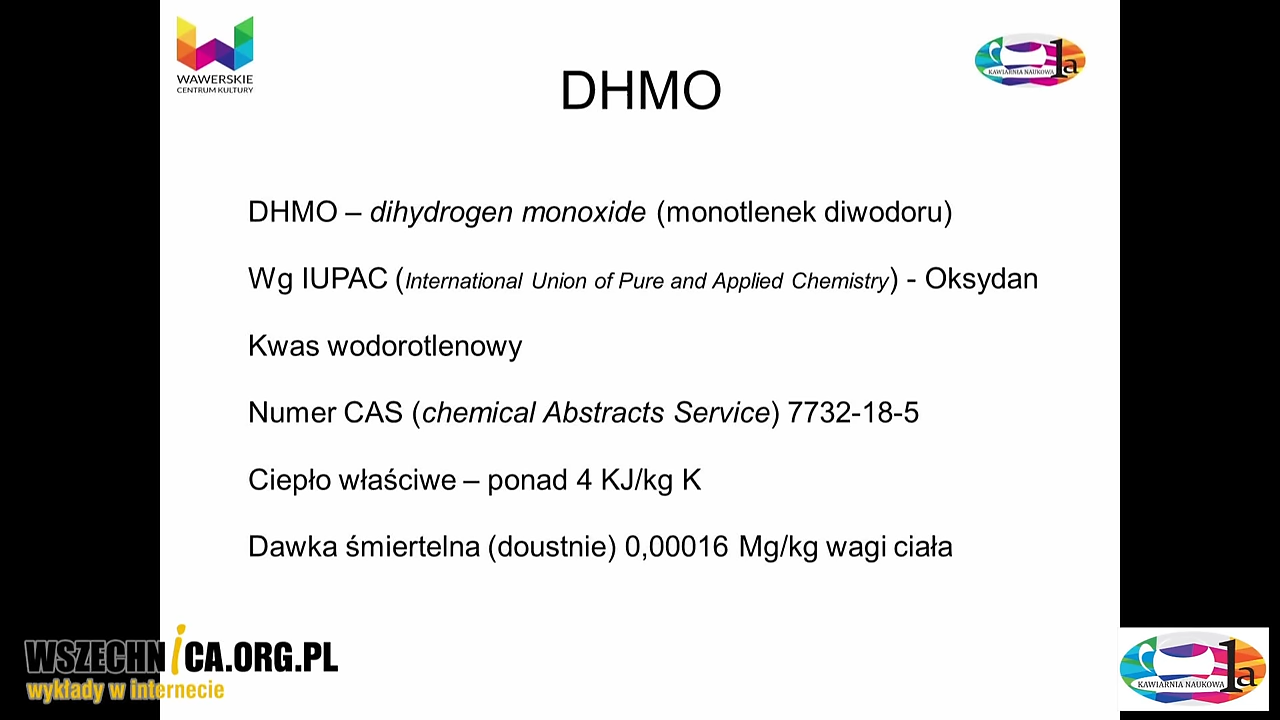 WAWERSKIE
CENTRUM KULTURY
KAWIARNIA NAUKOWA 1a
DHMO
DHMO – dihydrogen monoxide (monotlenek diwodoru)
Wg IUPAC (International Union of Pure and Applied Chemistry) - Oksydan
Kwas wodorotlenowy
Numer CAS (chemical Abstracts Service) 7732-18-5
Ciepło właściwe – ponad 4 KJ/kg K
Dawka śmiertelna (doustnie) 0,00016 Mg/kg wagi ciała
WSZECHNICA.ORG.PL
wykłady w internecie
KAWIARNIA NAUKOWA 1a